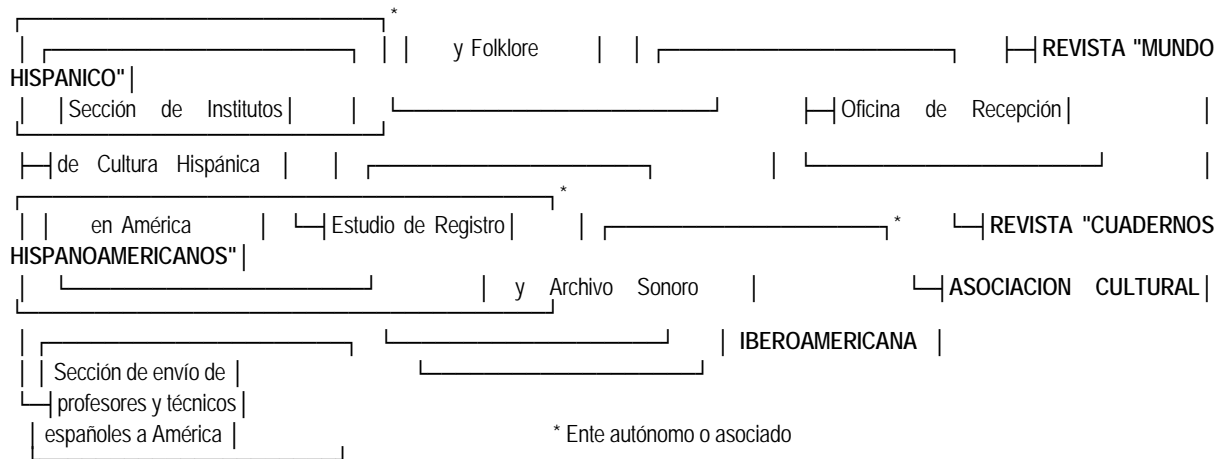 *
y Folklore REVISTA "MUNDO
HISPANICO"
Sección de Institutos Oficina de Recepción
de Cultura Hispánica
*
en América Estudio de Registro * REVISTA "CUADERNOS
HISPANOAMERICANOS"
y Archivo Sonoro ASOCIACION CULTURAL
IBEROAMERICANA
Sección de envío de
profesores y técnicos
españoles a América * Ente autónomo o asociado